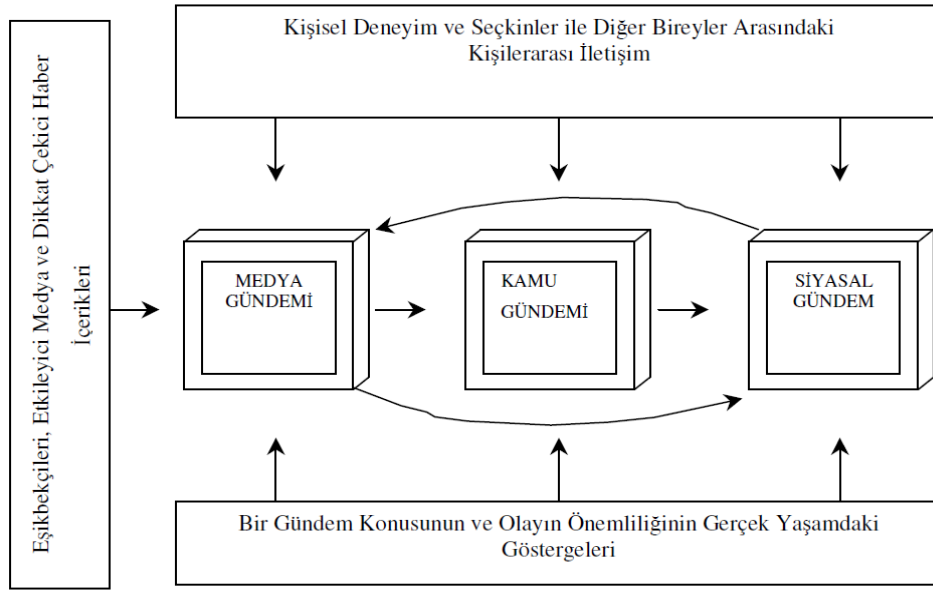 Kişisel Deneyim ve Seçkinler ile Diğer Bireyler Arasındaki
Kişilerarası İletişim
Eşikbekçileri, Etkileyici Medya ve Dikkat Çekici Haber
İçerikleri
MEDYA
GÜNDEMİ
KAMU
GÜNDEMİ
SİYASAL
GÜNDEM
Bir Gündem Konusunun ve Olayın Önemliliğinin Gerçek Yaşamdaki
Göstergeleri